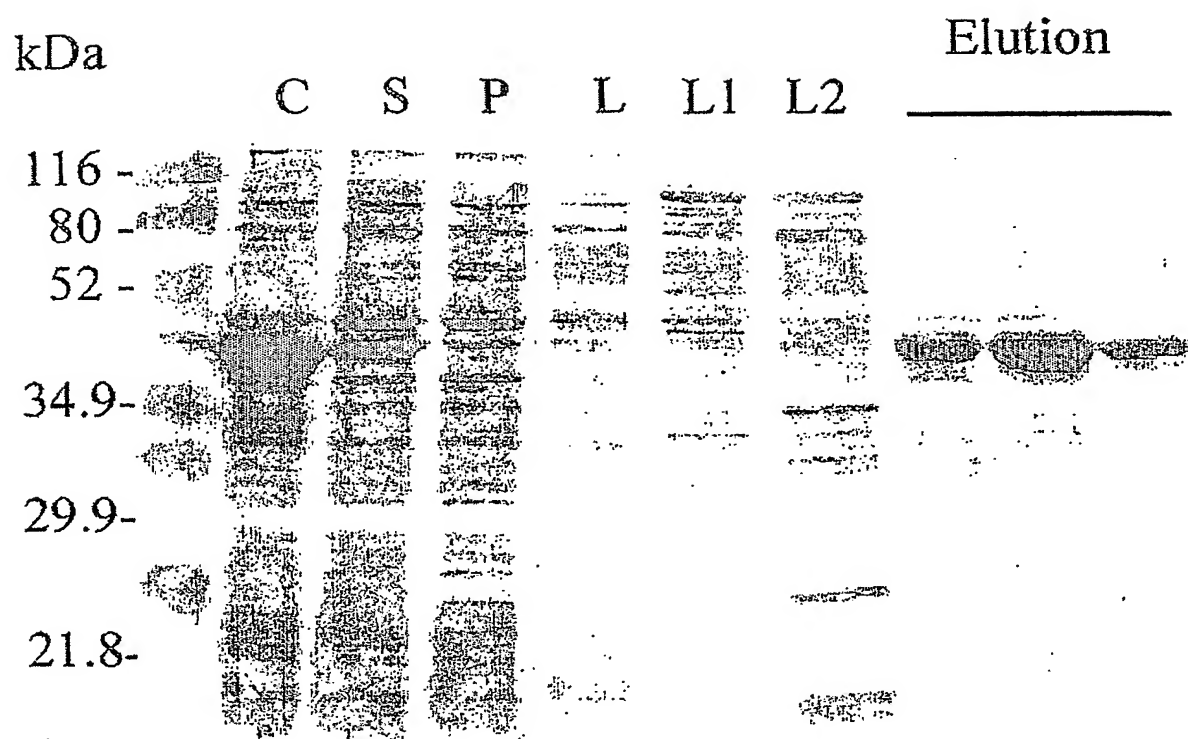 Elution
kDa
C S P L L1 L2
116 -
80 -
52 -
34.9-
29.9-
21.8-